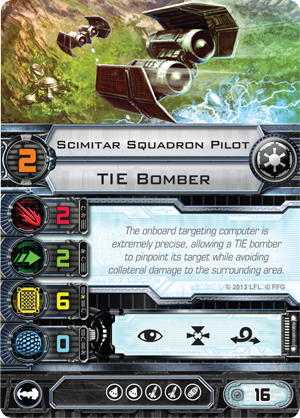 Scimitar Squadron Pilot
2
TIE Bomber
2
2
6
0
The onboard targeting computer is
extremely precise, allowing a TIE bomber
to pinpoint its target while avoiding
collateral damage to the surrounding area.
© 2013 LFL © FFG
16